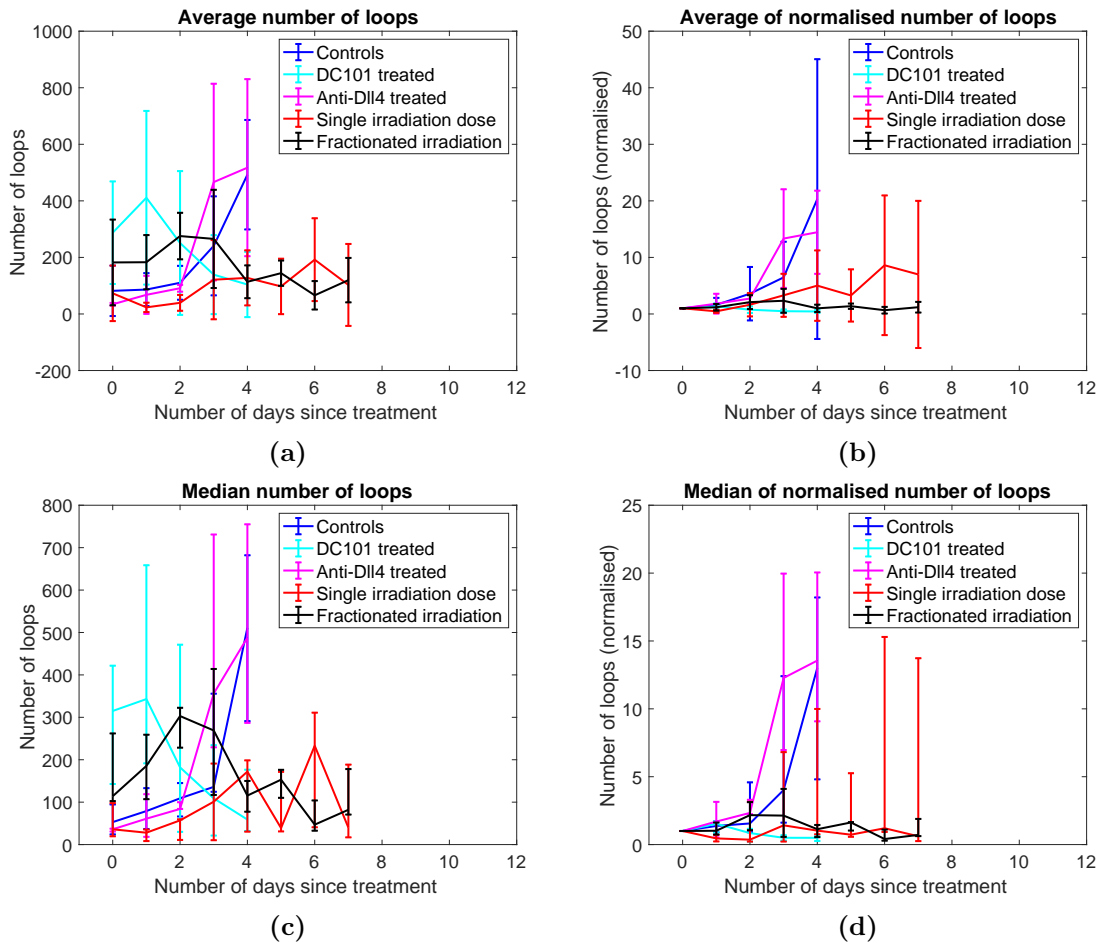 Average number of loops
1000
800
600
400
200
0
-200
Number of loops
Controls
DC101 treated
Anti-Dll4 treated
Single irradiation dose
Fractionated irradiation
0 2 4 6 8 10 12
Number of days since treatment
(a)
Average of normalised number of loops
50
40
30
20
10
0
-10
Number of loops (normalised)
Controls
DC101 treated
Anti-Dll4 treated
Single irradiation dose
Fractionated irradiation
0 2 4 6 8 10 12
Number of days since treatment
(b)
Median number of loops
800
700
600
500
400
300
200
100
0
Number of loops
Controls
DC101 treated
Anti-Dll4 treated
Single irradiation dose
Fractionated irradiation
0 2 4 6 8 10 12
Number of days since treatment
(c)
Median of normalised number of loops
25
20
15
10
5
0
Number of loops (normalised)
Controls
DC101 treated
Anti-Dll4 treated
Single irradiation dose
Fractionated irradiation
0 2 4 6 8 10 12
Number of days since treatment
(d)